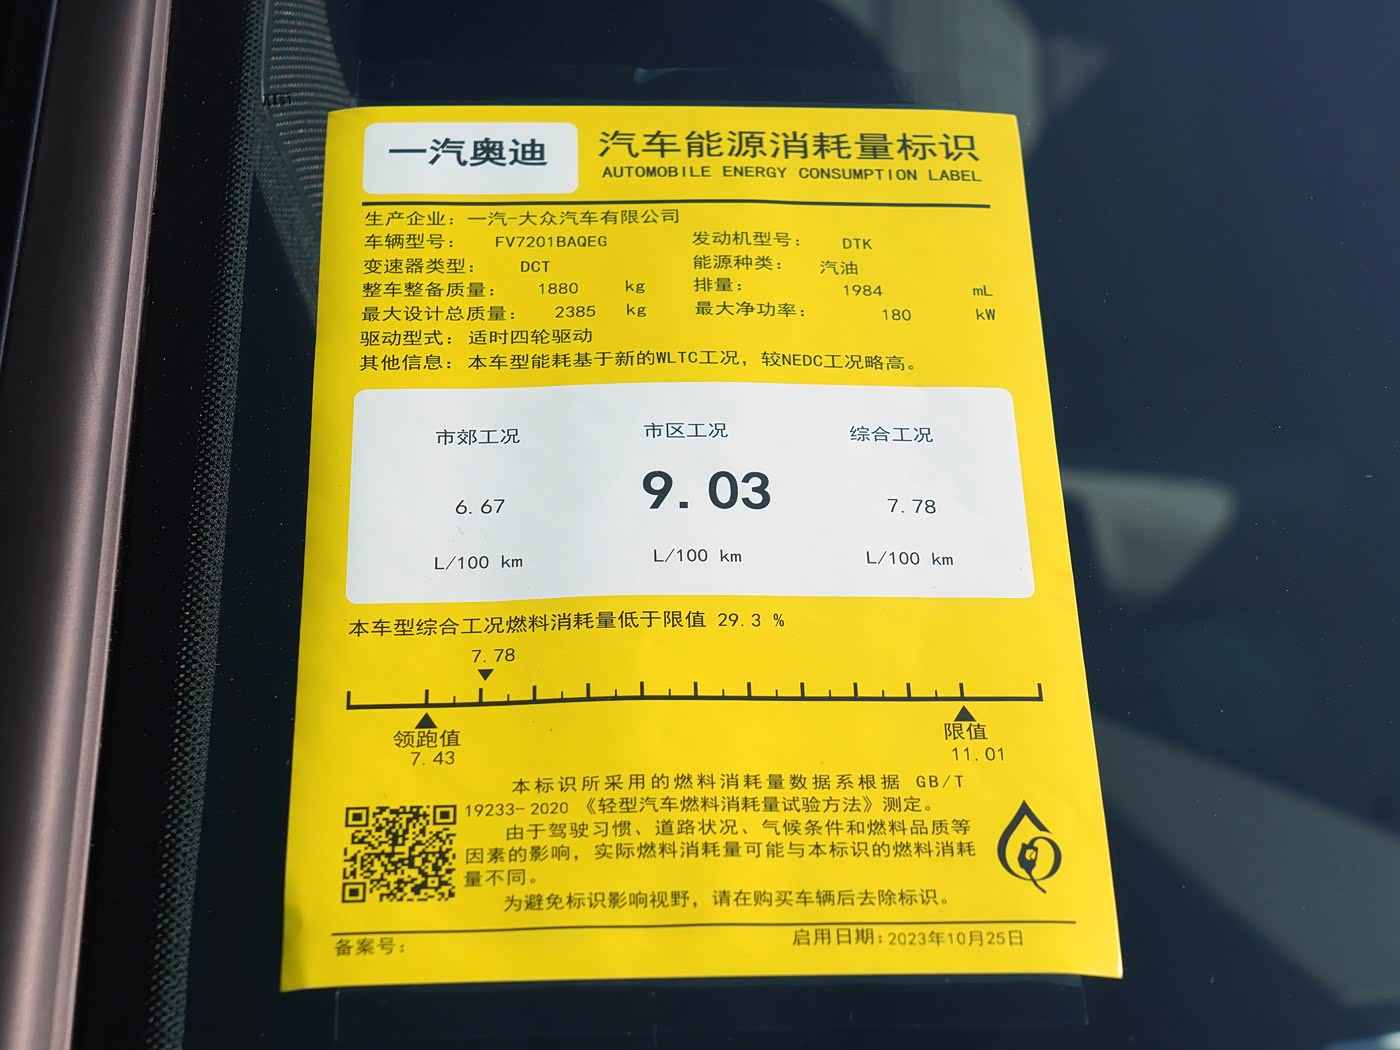 一汽奥迪
汽车能源消耗量标识
AUTOMOBILE ENERGY CONSUMPTION LABEL
生产企业：一汽-大众汽车有限公司
车辆型号： FV7201BAQEG 发动机型号： DTK
变速器类型： DCT 能源种类： 汽油
整车整备质量： 1880 kg 排量： 1984 mL
最大设计总质量： 2385 kg 最大净功率： 180 kW
驱动型式：适时四轮驱动
其他信息：本车型能耗基于新的WLTC工况，较NEDC工况略高。
市郊工况 市区工况 综合工况
6.67 9.03 7.78
L/100 km L/100 km L/100 km
本车型综合工况燃料消耗量低于限值 29.3 %
7.78
领跑值 限值
7.43 11.01
本标识所采用的燃料消耗量数据系根据 GB/T
19233-2020 《轻型汽车燃料消耗量试验方法》测定。
由于驾驶习惯、道路状况、气候条件和燃料品质等
因素的影响，实际燃料消耗量可能与本标识的燃料消耗
量不同。
为避免标识影响视野，请在购买车辆后去除标识。
备案号： 启用日期：2023年10月25日